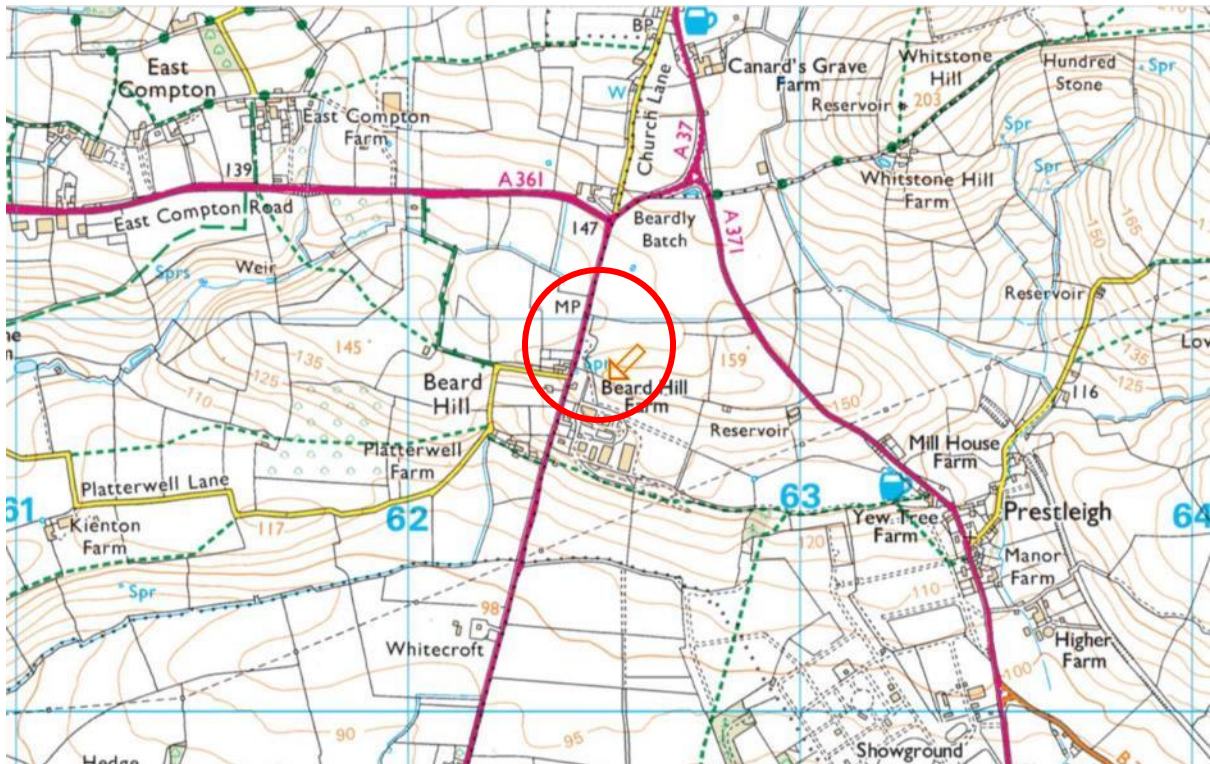 BP
East
Compton
East Compton
Farm
W
Church Lane
A 37
Canard's Grave
Farm
Whitstone
Hill
Reservoir
203
Hundred
Stone
Spr
Spr
Spr
139
A 361
East Compton Road
147
Beardly
Batch
A 371
Whitstone Hill
Farm
150
165
Sprs
Weir
MP
Reservoir
145
135
125
110
Beard
Hill
Spr
Beard Hill
Farm
159
150
135
125
116
Platterwell
Farm
Reservoir
Mill House
Farm
Platterwell Lane
61
117
62
63
64
Kienton
Farm
120
Yew Tree
Farm
Prestleigh
Manor
Farm
Spr
98
110
Whitecroft
Higher
Farm
100
90
95
Showground
Hedge